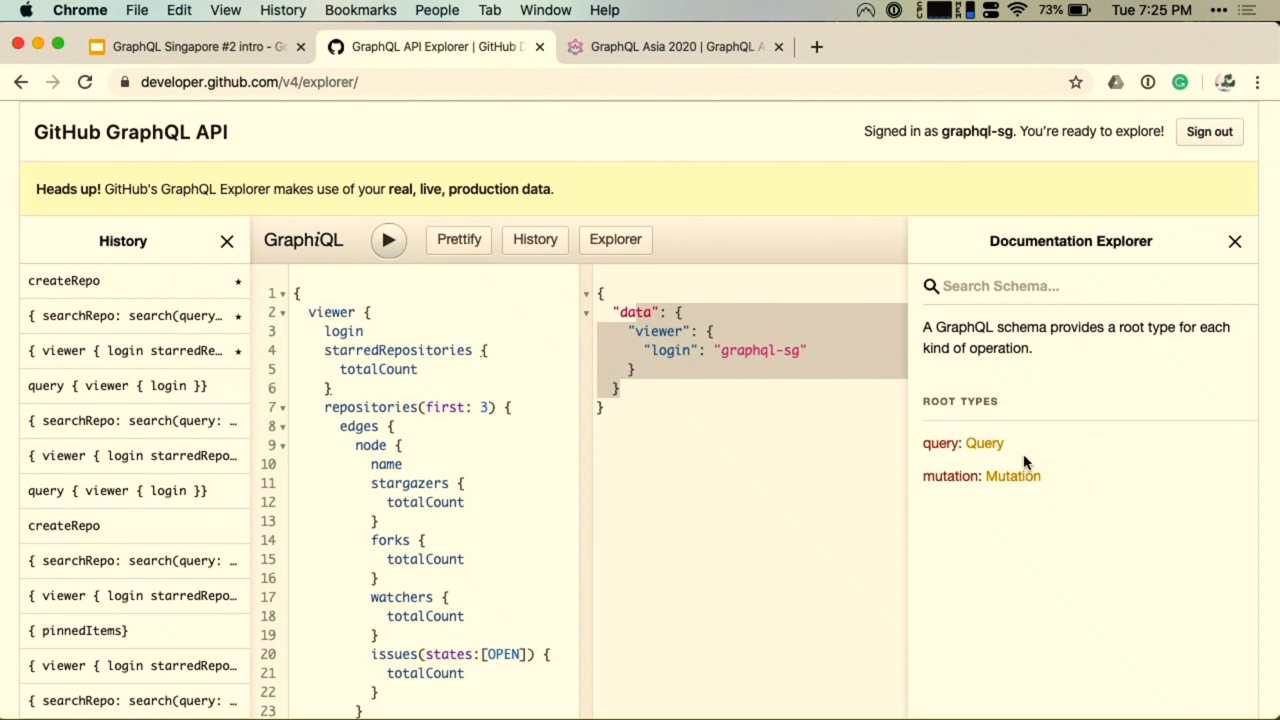 Chrome File Edit View History Bookmarks People Tab Window Help 73% Tue 7:25 PM
GraphQL Singapore #2 intro - Go
GraphQL API Explorer | GitHub D
GraphQL Asia 2020 | GraphQL A
developer.github.com/v4/explorer/
GitHub GraphQL API
Signed in as graphql-sg. You're ready to explore! Sign out
Heads up! GitHub's GraphQL Explorer makes use of your real, live, production data.
History
createRepo
{ searchRepo: search(query…
{ viewer { login starredRe…
query { viewer { login }}
{ searchRepo: search(query: …
{ viewer { login starredRepo…
query { viewer { login }}
createRepo
{ searchRepo: search(query: …
{ viewer { login starredRepo…
{ pinnedItems}
{ viewer { login starredRepo…
{ searchRepo: search(query: …
GraphiQL Prettify History Explorer
1 {
2 viewer {
3 login
4 starredRepositories {
5 totalCount
6 }
7 repositories(first: 3) {
8 edges {
9 node {
10 name
11 stargazers {
12 totalCount
13 }
14 forks {
15 totalCount
16 }
17 watchers {
18 totalCount
19 }
20 issues(states:[OPEN]) {
21 totalCount
22 }
23 }
{
"data": {
"viewer": {
"login": "graphql-sg"
}
}
}
Documentation Explorer
Search Schema...
A GraphQL schema provides a root type for each
kind of operation.
ROOT TYPES
query: Query
mutation: Mutation